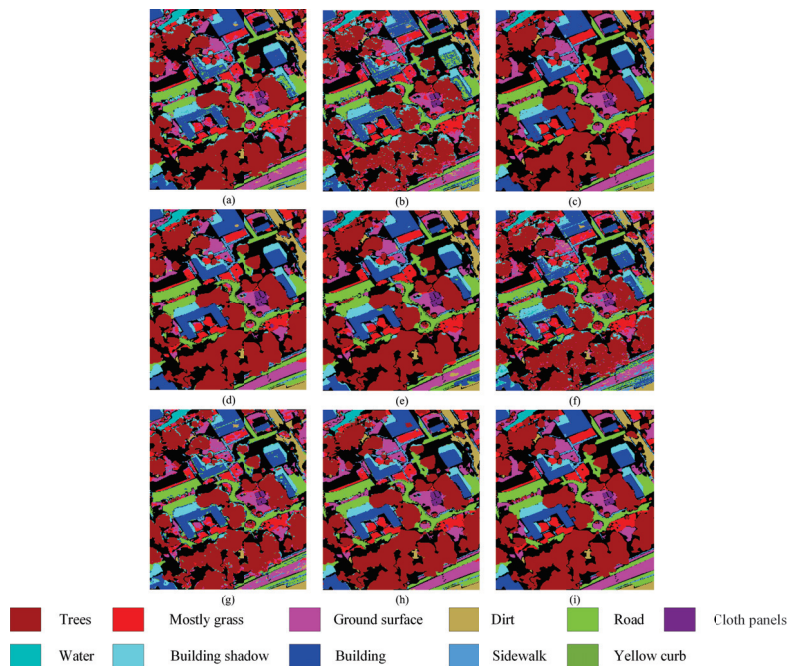 (a) (b) (c)
(d) (e) (f)
(g) (h) (i)
Trees Mostly grass Ground surface Dirt Road Cloth panels
Water Building shadow Building Sidewalk Yellow curb